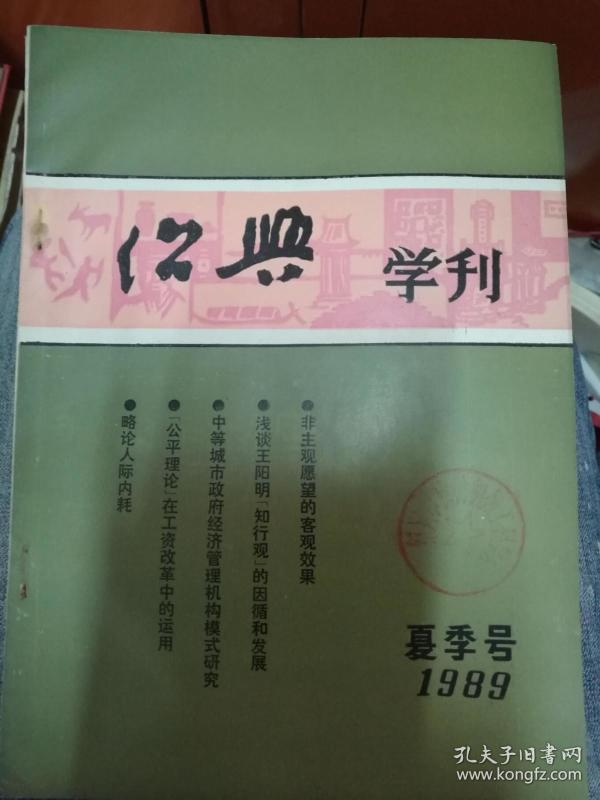 绍兴 学刊
●非主观愿望的客观效果
●浅谈王阳明「知行观」的因循和发展
●中等城市政府经济管理机构模式研究
●「公平理论」在工资改革中的运用
●略论人际内耗
夏季号
1989
孔夫子旧书网
www.kongfz.com